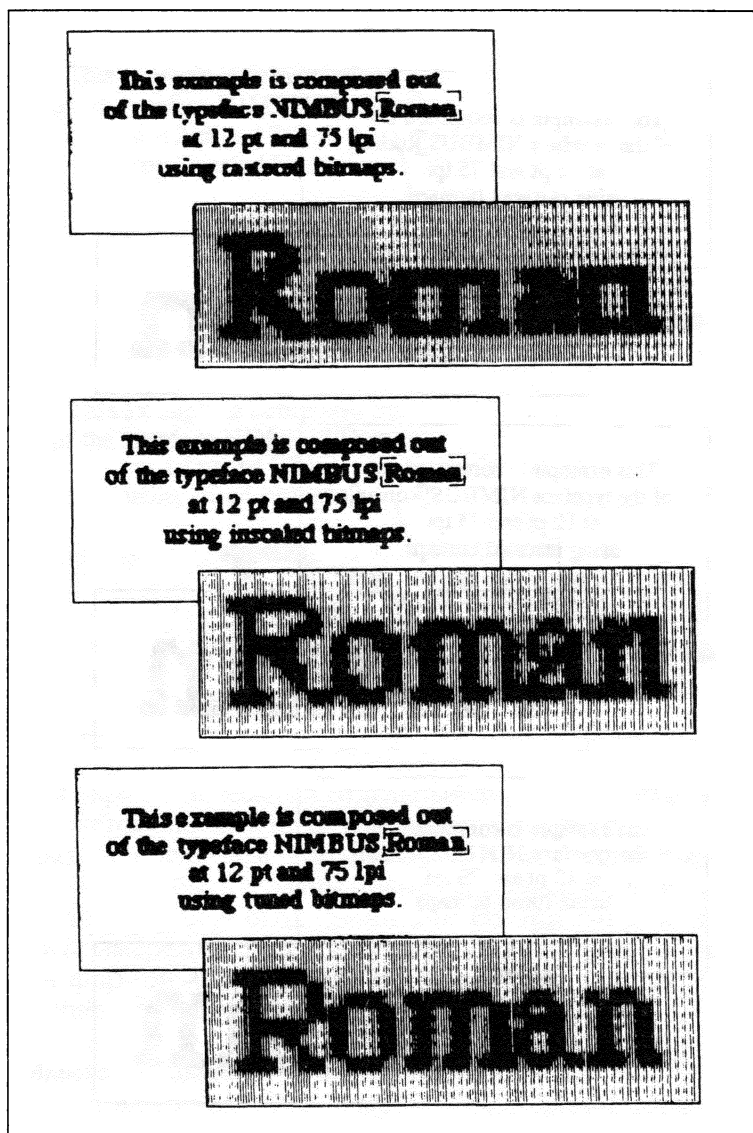 This example is composed out
of the typeface NIMBUS Roman
at 12 pt and 75 lpi
using rastered bitmaps.
Roman
This example is composed out
of the typeface NIMBUS Roman
at 12 pt and 75 lpi
using inscaled bitmaps.
Roman
This example is composed out
of the typeface NIMBUS Roman
at 12 pt and 75 lpi
using tuned bitmaps.
Roman